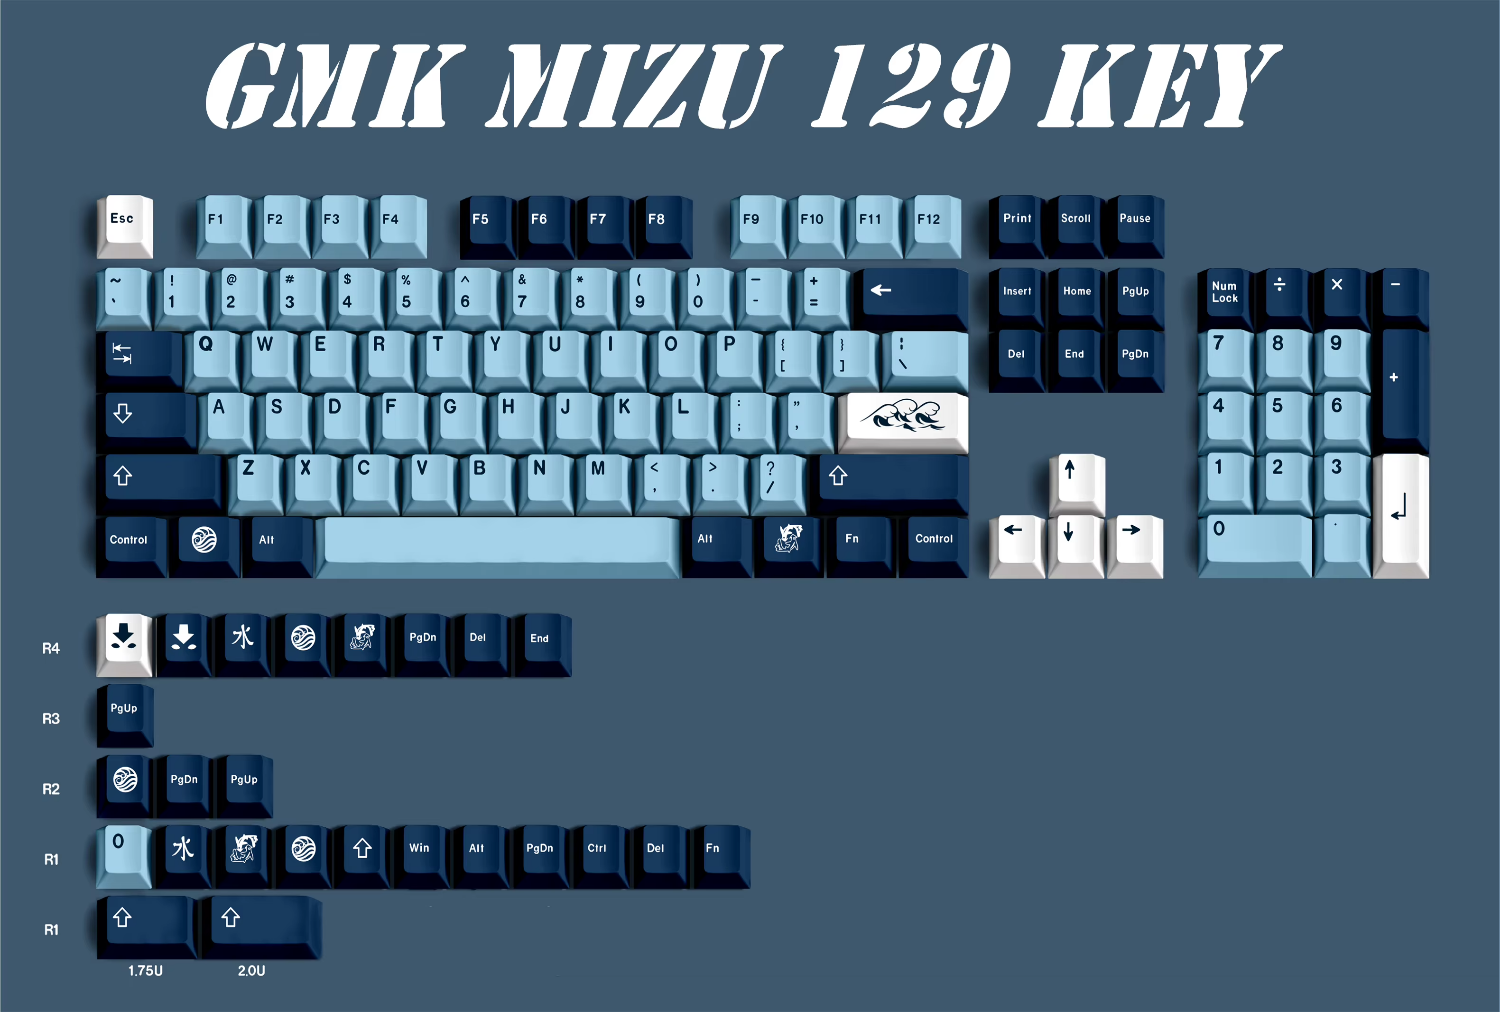 GMK MIZU 129 KEY
Esc F1 F2 F3 F4 F5 F6 F7 F8 F9 F10 F11 F12 Print Scroll Pause
~ ! @ # $ % ^ & * ( ) — +
` 1 2 3 4 5 6 7 8 9 0 - = ← Insert Home PgUp Num Lock ÷ × −
Q W E R T Y U I O P { } ¦
[ ] \ Del End PgDn 7 8 9 +
A S D F G H J K L : "
; , 4 5 6
Z X C V B N M < > ?
, . / ⇧ ↑ 1 2 3
Control Alt Alt Fn Control ← ↓ → 0 .
R4 水 PgDn Del End
R3 PgUp
R2 PgDn PgUp
R1 0 水 ⇧ Win Alt PgDn Ctrl Del Fn
R1 ⇧ ⇧
1.75U 2.0U